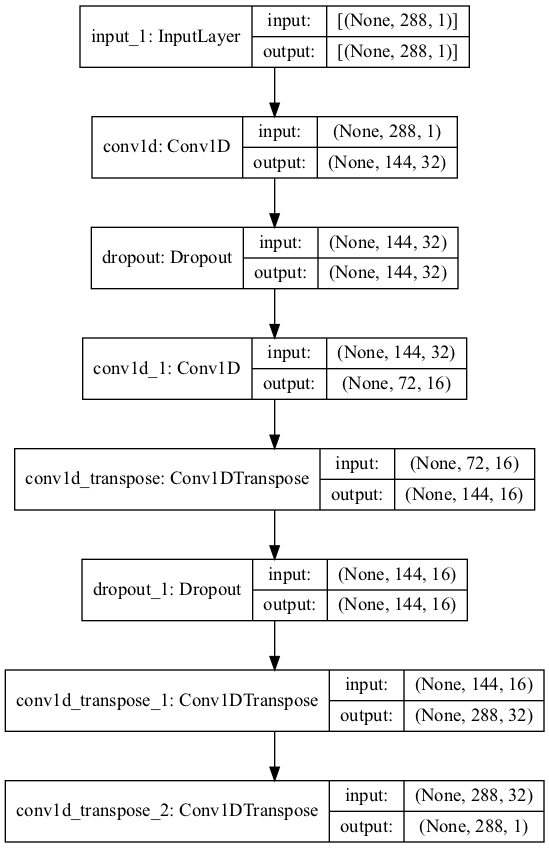 input_1: InputLayer
input: [(None, 288, 1)]
output: [(None, 288, 1)]
conv1d: Conv1D
input: (None, 288, 1)
output: (None, 144, 32)
dropout: Dropout
input: (None, 144, 32)
output: (None, 144, 32)
conv1d_1: Conv1D
input: (None, 144, 32)
output: (None, 72, 16)
conv1d_transpose: Conv1DTranspose
input: (None, 72, 16)
output: (None, 144, 16)
dropout_1: Dropout
input: (None, 144, 16)
output: (None, 144, 16)
conv1d_transpose_1: Conv1DTranspose
input: (None, 144, 16)
output: (None, 288, 32)
conv1d_transpose_2: Conv1DTranspose
input: (None, 288, 32)
output: (None, 288, 1)